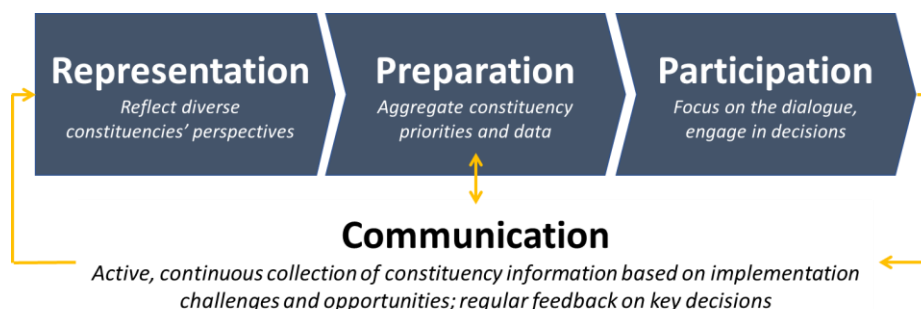 Representation
Reflect diverse
constituencies' perspectives
Preparation
Aggregate constituency
priorities and data
Participation
Focus on the dialogue,
engage in decisions
Communication
Active, continuous collection of constituency information based on implementation
challenges and opportunities; regular feedback on key decisions